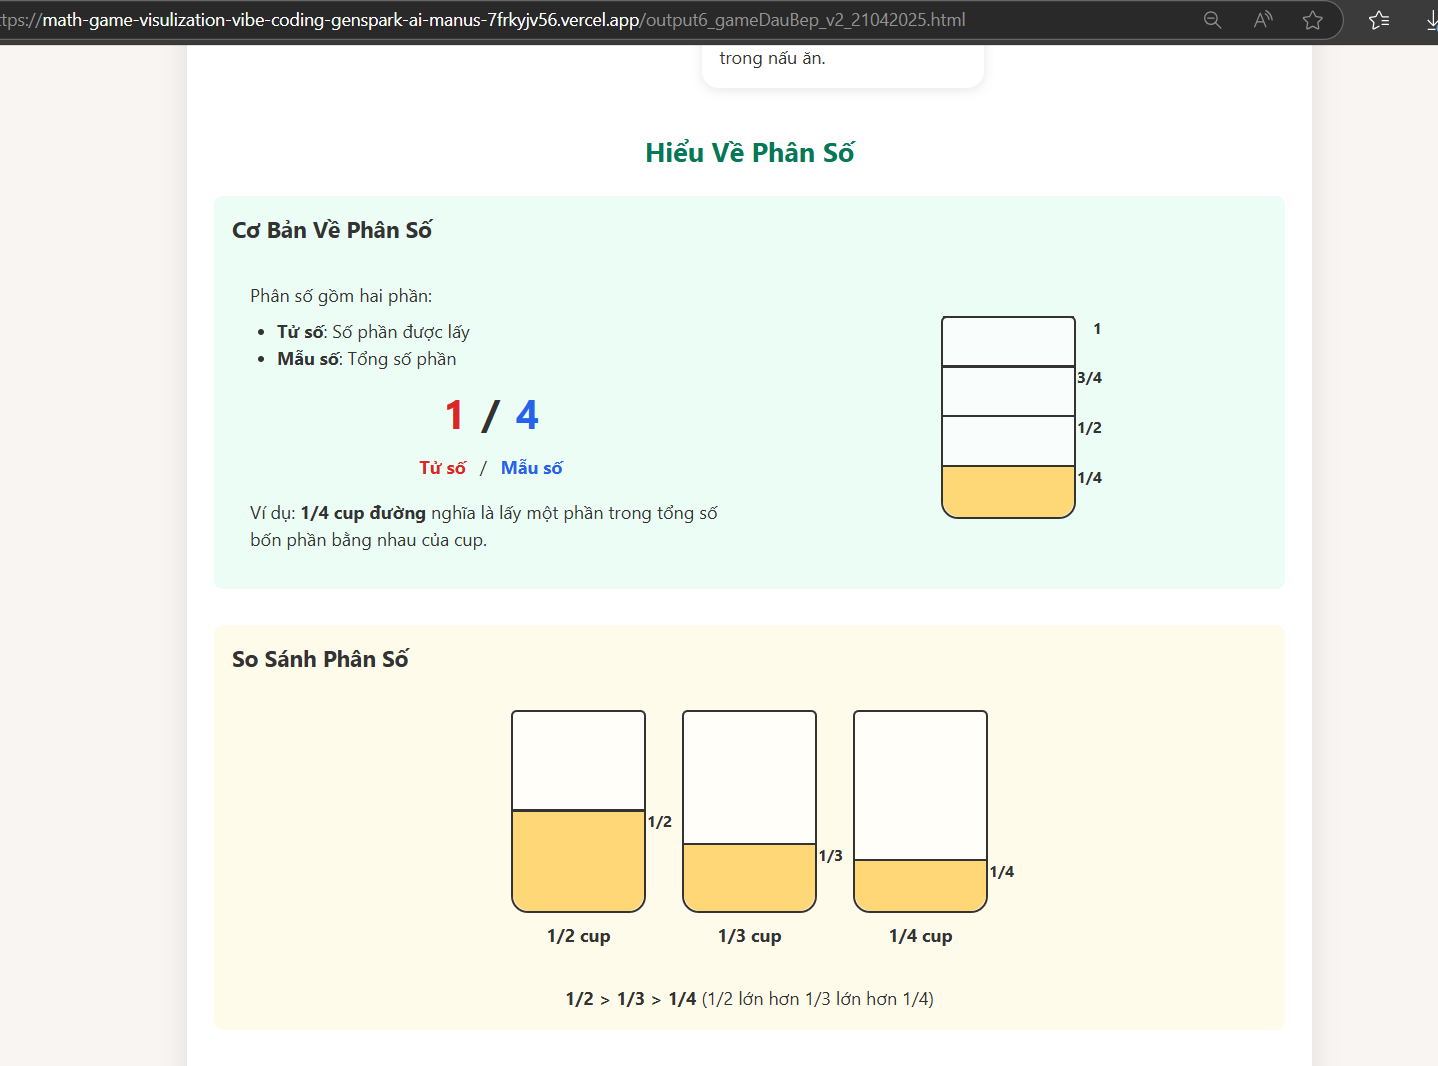 ttps://math-game-visulization-vibe-coding-genspark-ai-manus-7frkyjv56.vercel.app/output6_gameDauBep_v2_21042025.html
trong nấu ăn.
Hiểu Về Phân Số
Cơ Bản Về Phân Số
Phân số gồm hai phần:
• Tử số: Số phần được lấy
• Mẫu số: Tổng số phần
1 / 4
Tử số / Mẫu số
Ví dụ: 1/4 cup đường nghĩa là lấy một phần trong tổng số
bốn phần bằng nhau của cup.
1
3/4
1/2
1/4
So Sánh Phân Số
1/2
1/3
1/4
1/2 cup
1/3 cup
1/4 cup
1/2 > 1/3 > 1/4 (1/2 lớn hơn 1/3 lớn hơn 1/4)